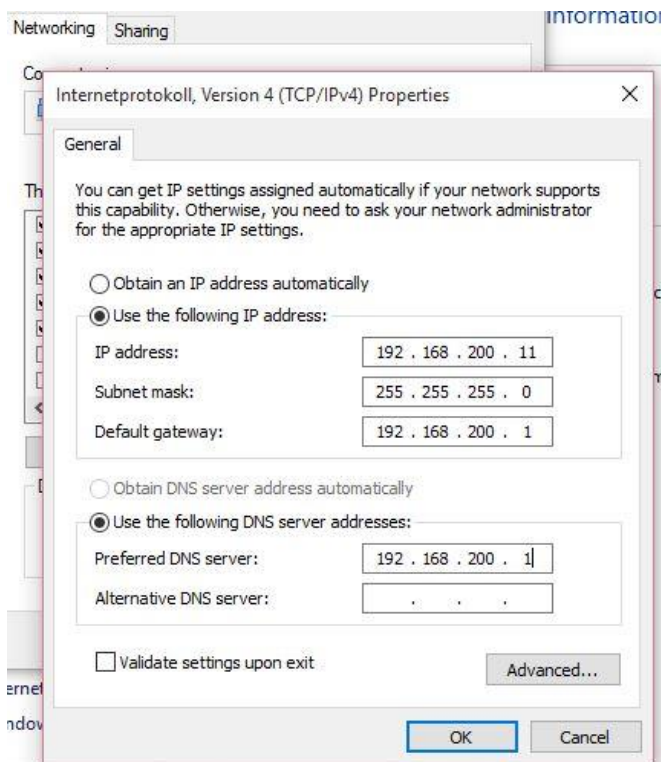 Networking Sharing
Informatio
Internetprotokoll, Version 4 (TCP/IPv4) Properties
General
You can get IP settings assigned automatically if your network supports
this capability. Otherwise, you need to ask your network administrator
for the appropriate IP settings.
Obtain an IP address automatically
Use the following IP address:
IP address: 192 . 168 . 200 . 11
Subnet mask: 255 . 255 . 255 . 0
Default gateway: 192 . 168 . 200 . 1
Obtain DNS server address automatically
Use the following DNS server addresses:
Preferred DNS server: 192 . 168 . 200 . 1
Alternative DNS server: . . .
Validate settings upon exit
Advanced...
OK Cancel